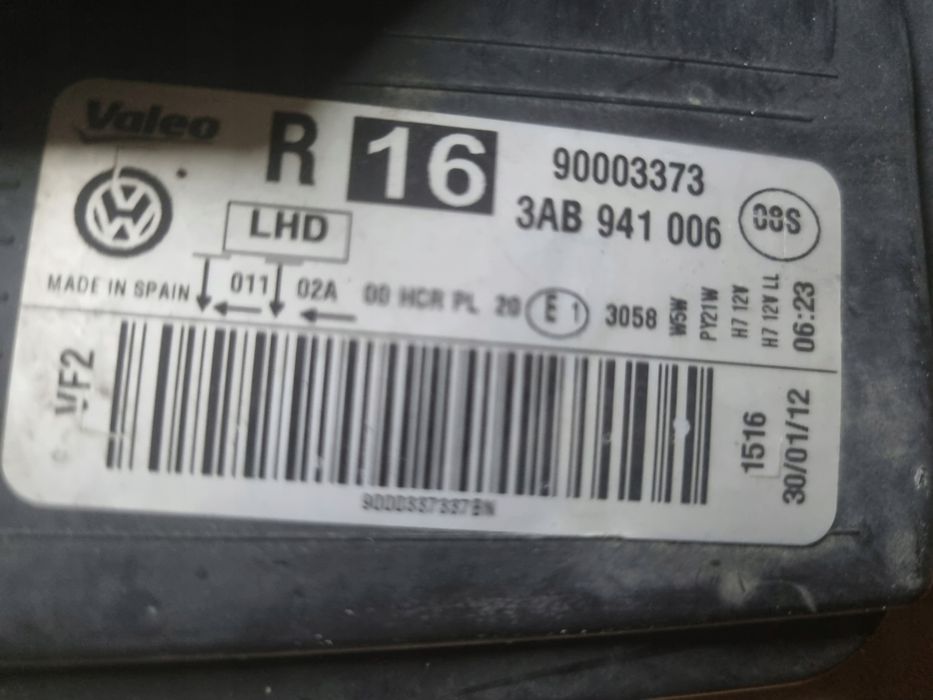 Valeo R 16 90003373
3AB 941 006 08S
LHD
MADE IN SPAIN 011 02A 00 HCR PL 20 E 1 3058
W5W
PY21W
H7 12V
H7 12V LL
06:23
VF2
1516
30/01/12